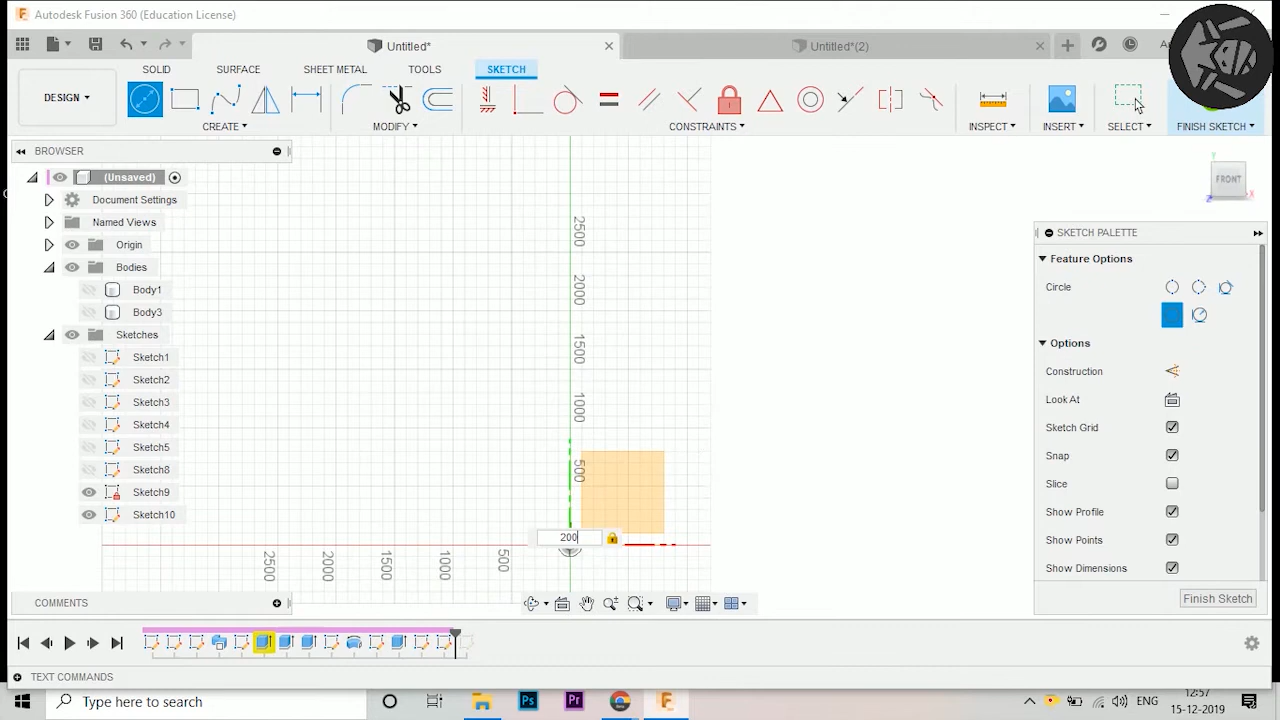 Autodesk Fusion 360 (Education License)
Untitled*
Untitled*(2)
SOLID
SURFACE
SHEET METAL
TOOLS
SKETCH
DESIGN
CREATE
MODIFY
CONSTRAINTS
INSPECT
INSERT
SELECT
FINISH SKETCH
BROWSER
(Unsaved)
Document Settings
Named Views
Origin
Bodies
Body1
Body3
Sketches
Sketch1
Sketch2
Sketch3
Sketch4
Sketch5
Sketch8
Sketch9
Sketch10
2500
2000
1500
1000
500
200
2500
2000
1500
1000
500
Y
FRONT
X
Z
SKETCH PALETTE
Feature Options
Circle
Options
Construction
Look At
Sketch Grid
Snap
Slice
Show Profile
Show Points
Show Dimensions
Finish Sketch
COMMENTS
TEXT COMMANDS
Type here to search
Ps
Pr
ENG
12:57
15-12-2019